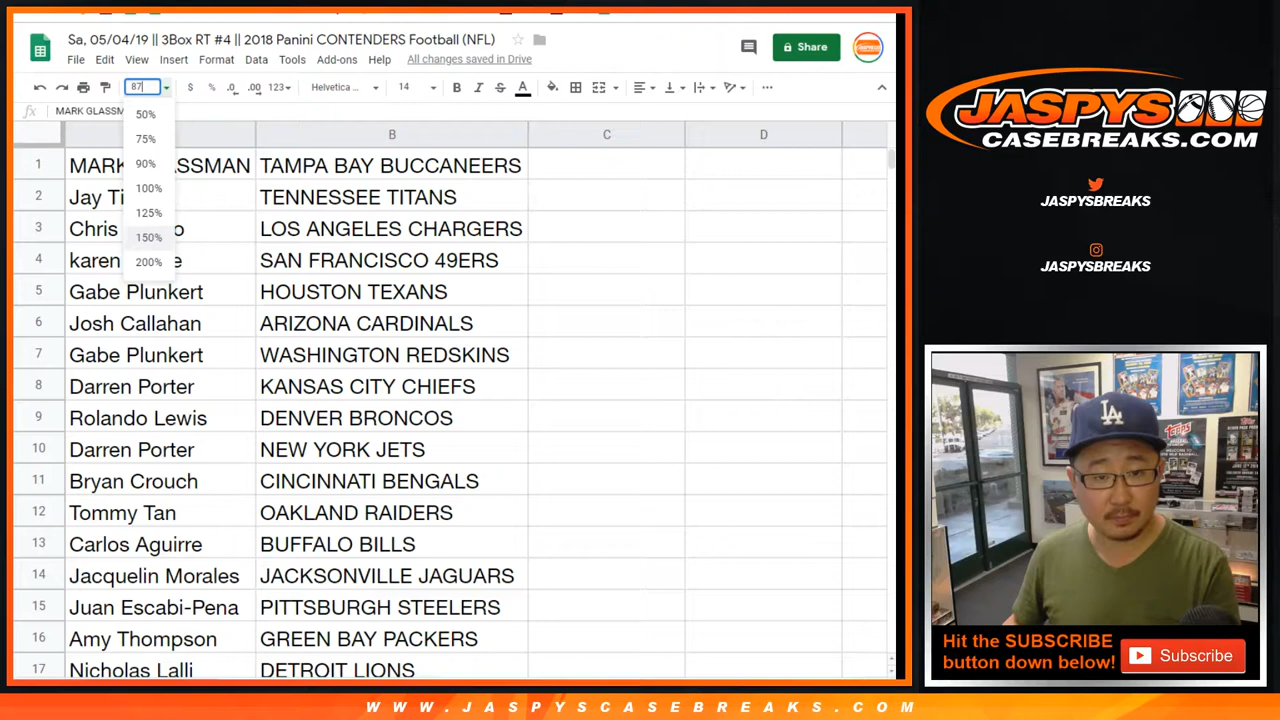 Sa, 05/04/19 || 3Box RT #4 || 2018 Panini CONTENDERS Football (NFL)
File Edit View Insert Format Data Tools Add-ons Help All changes saved in Drive
Share
$ % .0 .00 123 Helvetica ... 14 B I S A ...
87
fx MARK GLASSM
50%
75%
90%
100%
125%
150%
200%
B C D
1 MARK GLASSMAN TAMPA BAY BUCCANEERS
2 Jay Ti TENNESSEE TITANS
3 Chris o LOS ANGELES CHARGERS
4 karen e SAN FRANCISCO 49ERS
5 Gabe Plunkert HOUSTON TEXANS
6 Josh Callahan ARIZONA CARDINALS
7 Gabe Plunkert WASHINGTON REDSKINS
8 Darren Porter KANSAS CITY CHIEFS
9 Rolando Lewis DENVER BRONCOS
10 Darren Porter NEW YORK JETS
11 Bryan Crouch CINCINNATI BENGALS
12 Tommy Tan OAKLAND RAIDERS
13 Carlos Aguirre BUFFALO BILLS
14 Jacquelin Morales JACKSONVILLE JAGUARS
15 Juan Escabi-Pena PITTSBURGH STEELERS
16 Amy Thompson GREEN BAY PACKERS
17 Nicholas Lalli DETROIT LIONS
JASPYS
CASEBREAKS.COM
JASPYSBREAKS
JASPYSBREAKS
LA
TOPPS
Hit the SUBSCRIBE
button down below!
Subscribe
WWW.JASPYSCASEBREAKS.COM